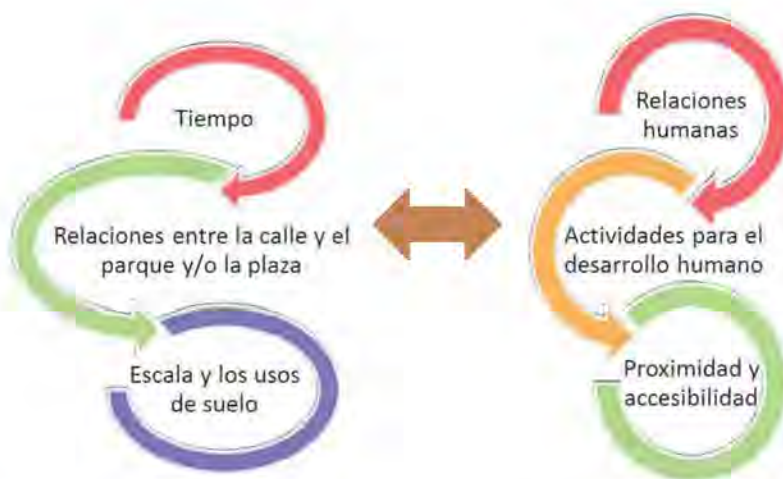 Tiempo
Relaciones entre la calle y el
parque y/o la plaza
Escala y los usos
de suelo
Relaciones
humanas
Actividades para el
desarrollo humano
Proximidad y
accesibilidad